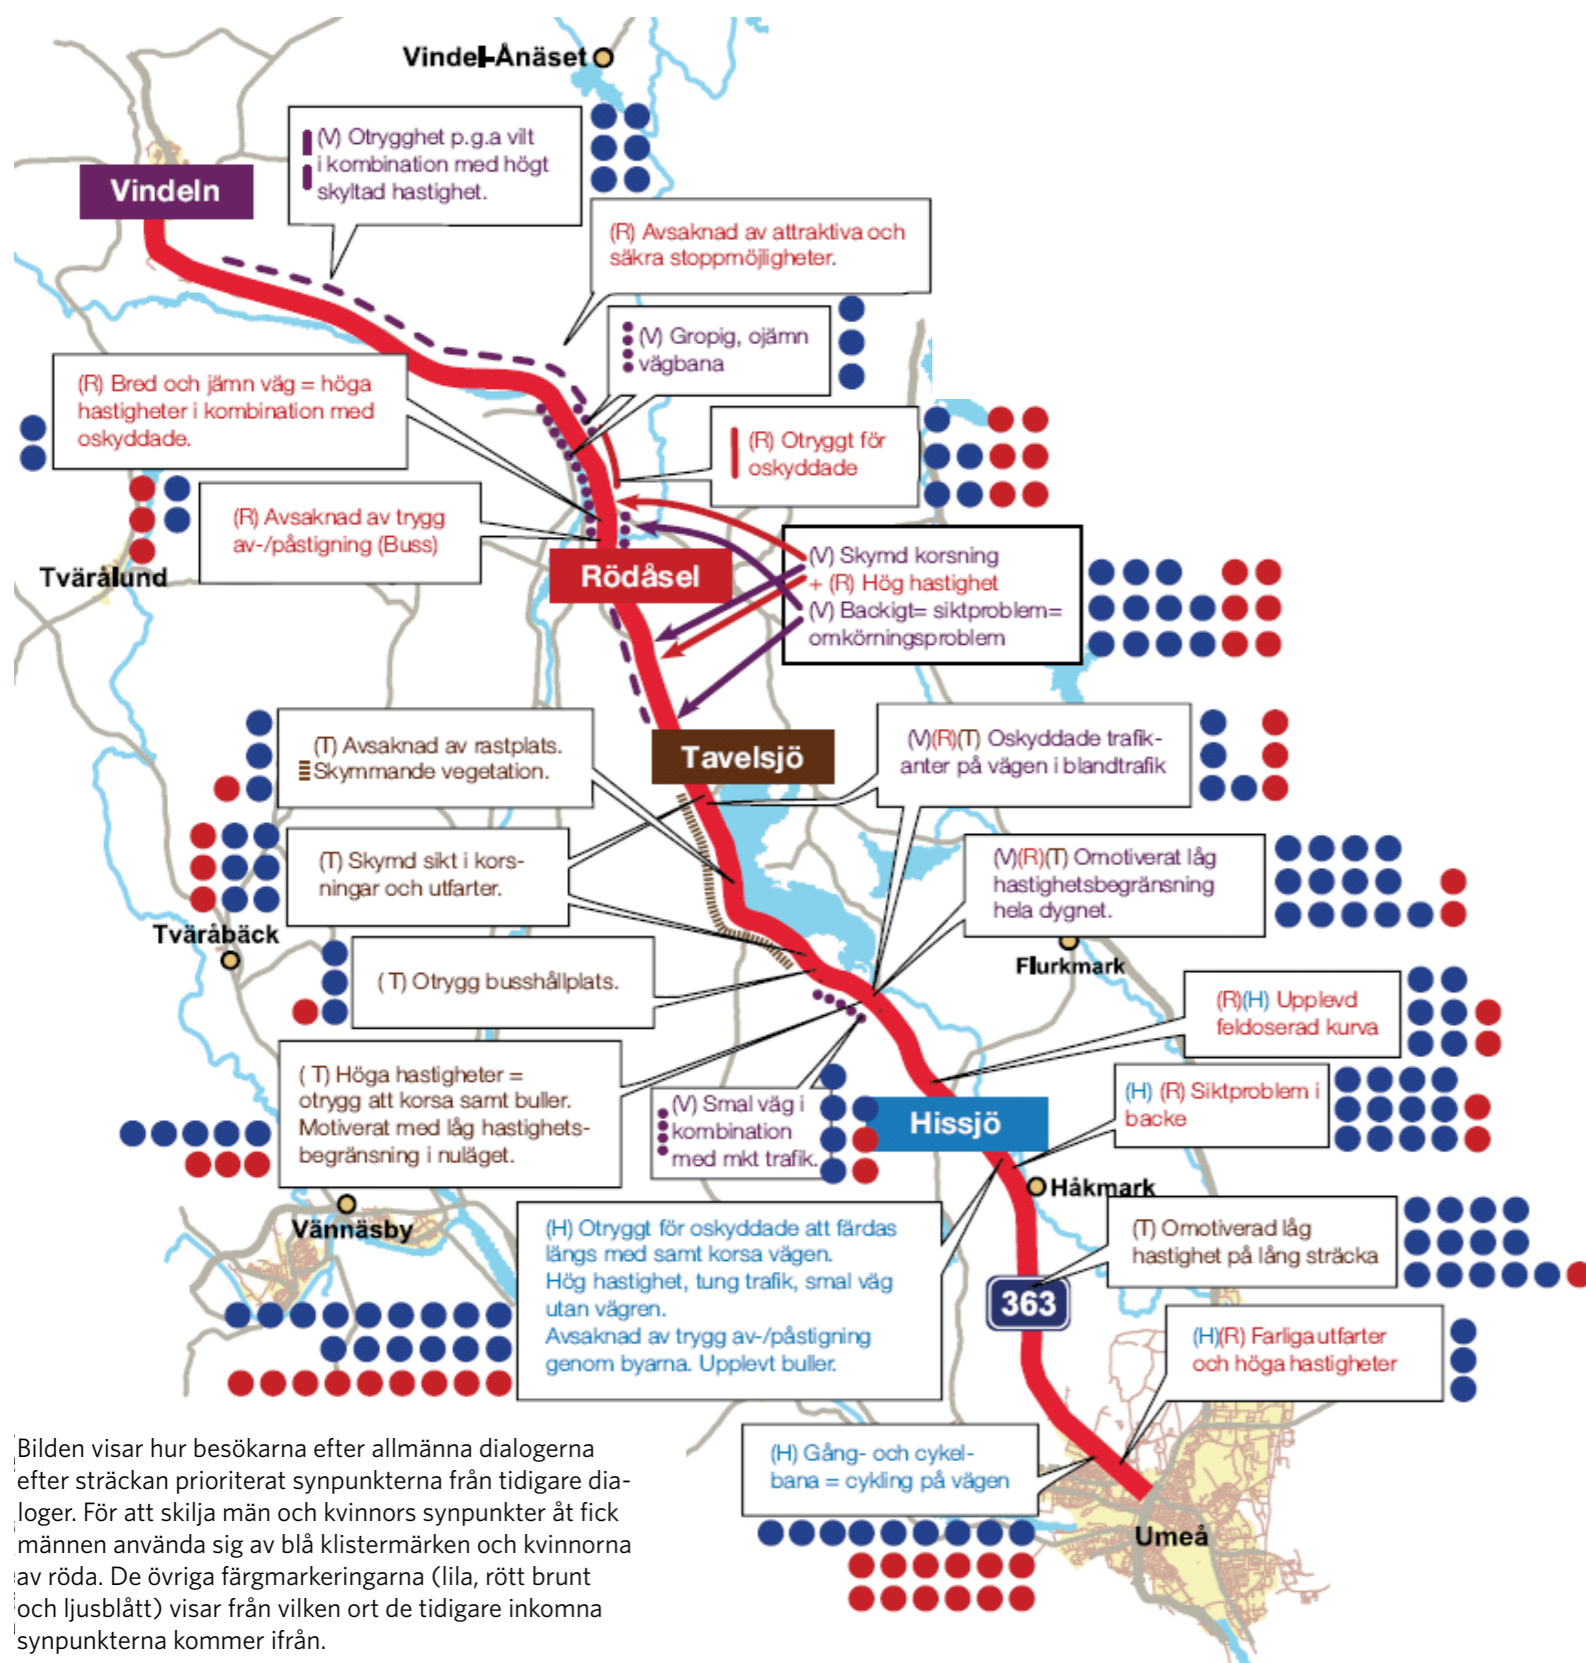 Vindel-Ånäset
(V) Otrygghet p.g.a vilt
i kombination med högt
skyltad hastighet.
Vindeln
(R) Avsaknad av attraktiva och
säkra stoppmöjligheter.
(V) Gropig, ojämn
vägbana
(R) Bred och jämn väg = höga
hastigheter i kombination med
oskyddade.
(R) Otryggt för
oskyddade
(R) Avsaknad av trygg
av-/påstigning (Buss)
Tvärålund
Rödåsel
(V) Skymd korsning
+ (R) Hög hastighet
(V) Backigt= siktproblem=
omkörningsproblem
(T) Avsaknad av rastplats.
Skymmande vegetation.
Tavelsjö
(V)(R)(T) Oskyddade trafik-
anter på vägen i blandtrafik
(T) Skymd sikt i kors-
ningar och utfarter.
(V)(R)(T) Omotiverat låg
hastighetsbegränsning
hela dygnet.
Tväråbäck
Flurkmark
( T) Otrygg busshållplats.
(R)(H) Upplevd
feldoserad kurva
( T) Höga hastigheter =
otrygg att korsa samt buller.
Motiverat med låg hastighets-
begränsning i nuläget.
(V) Smal väg i
kombination
med mkt trafik.
Hissjö
(H) (R) Siktproblem i
backe
Håkmark
Vännäsby
(H) Otryggt för oskyddade att färdas
längs med samt korsa vägen.
Hög hastighet, tung trafik, smal väg
utan vägren.
Avsaknad av trygg av-/påstigning
genom byarna. Upplevt buller.
(T) Omotiverad låg
hastighet på lång sträcka
363
(H)(R) Farliga utfarter
och höga hastigheter
(H) Gång- och cykel-
bana = cykling på vägen
Umeå
Bilden visar hur besökarna efter allmänna dialogerna
efter sträckan prioriterat synpunkterna från tidigare dia-
loger. För att skilja män och kvinnors synpunkter åt fick
männen använda sig av blå klistermärken och kvinnorna
av röda. De övriga färgmarkeringarna (lila, rött brunt
och ljusblått) visar från vilken ort de tidigare inkomna
synpunkterna kommer ifrån.